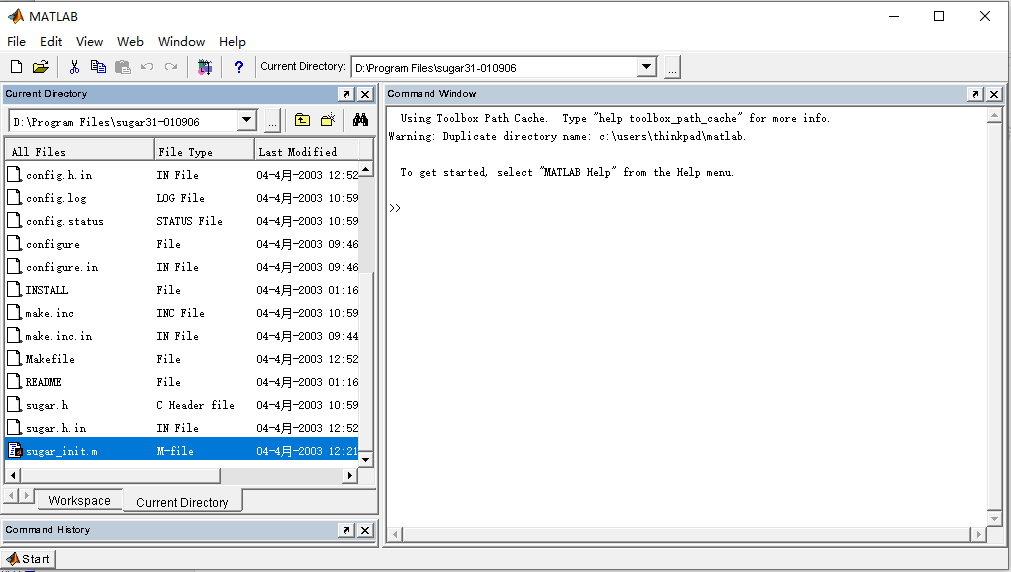 MATLAB
File Edit View Web Window Help
? Current Directory: D:\Program Files\sugar31-010906 ...
Current Directory
D:\Program Files\sugar31-010906 ...
All Files File Type Last Modified
config.h.in IN File 04-4月-2003 12:52
config.log LOG File 04-4月-2003 10:59
config.status STATUS File 04-4月-2003 10:59
configure File 04-4月-2003 09:46
configure.in IN File 04-4月-2003 09:46
INSTALL File 04-4月-2003 01:16
make.inc INC File 04-4月-2003 10:59
make.inc.in IN File 04-4月-2003 09:44
Makefile File 04-4月-2003 12:52
README File 04-4月-2003 01:16
sugar.h C Header file 04-4月-2003 10:59
sugar.h.in IN File 04-4月-2003 12:52
sugar_init.m M-file 04-4月-2003 12:21
Workspace Current Directory
Command History
Start
Command Window
Using Toolbox Path Cache. Type "help toolbox_path_cache" for more info.
Warning: Duplicate directory name: c:\users\thinkpad\matlab.
To get started, select "MATLAB Help" from the Help menu.
>>